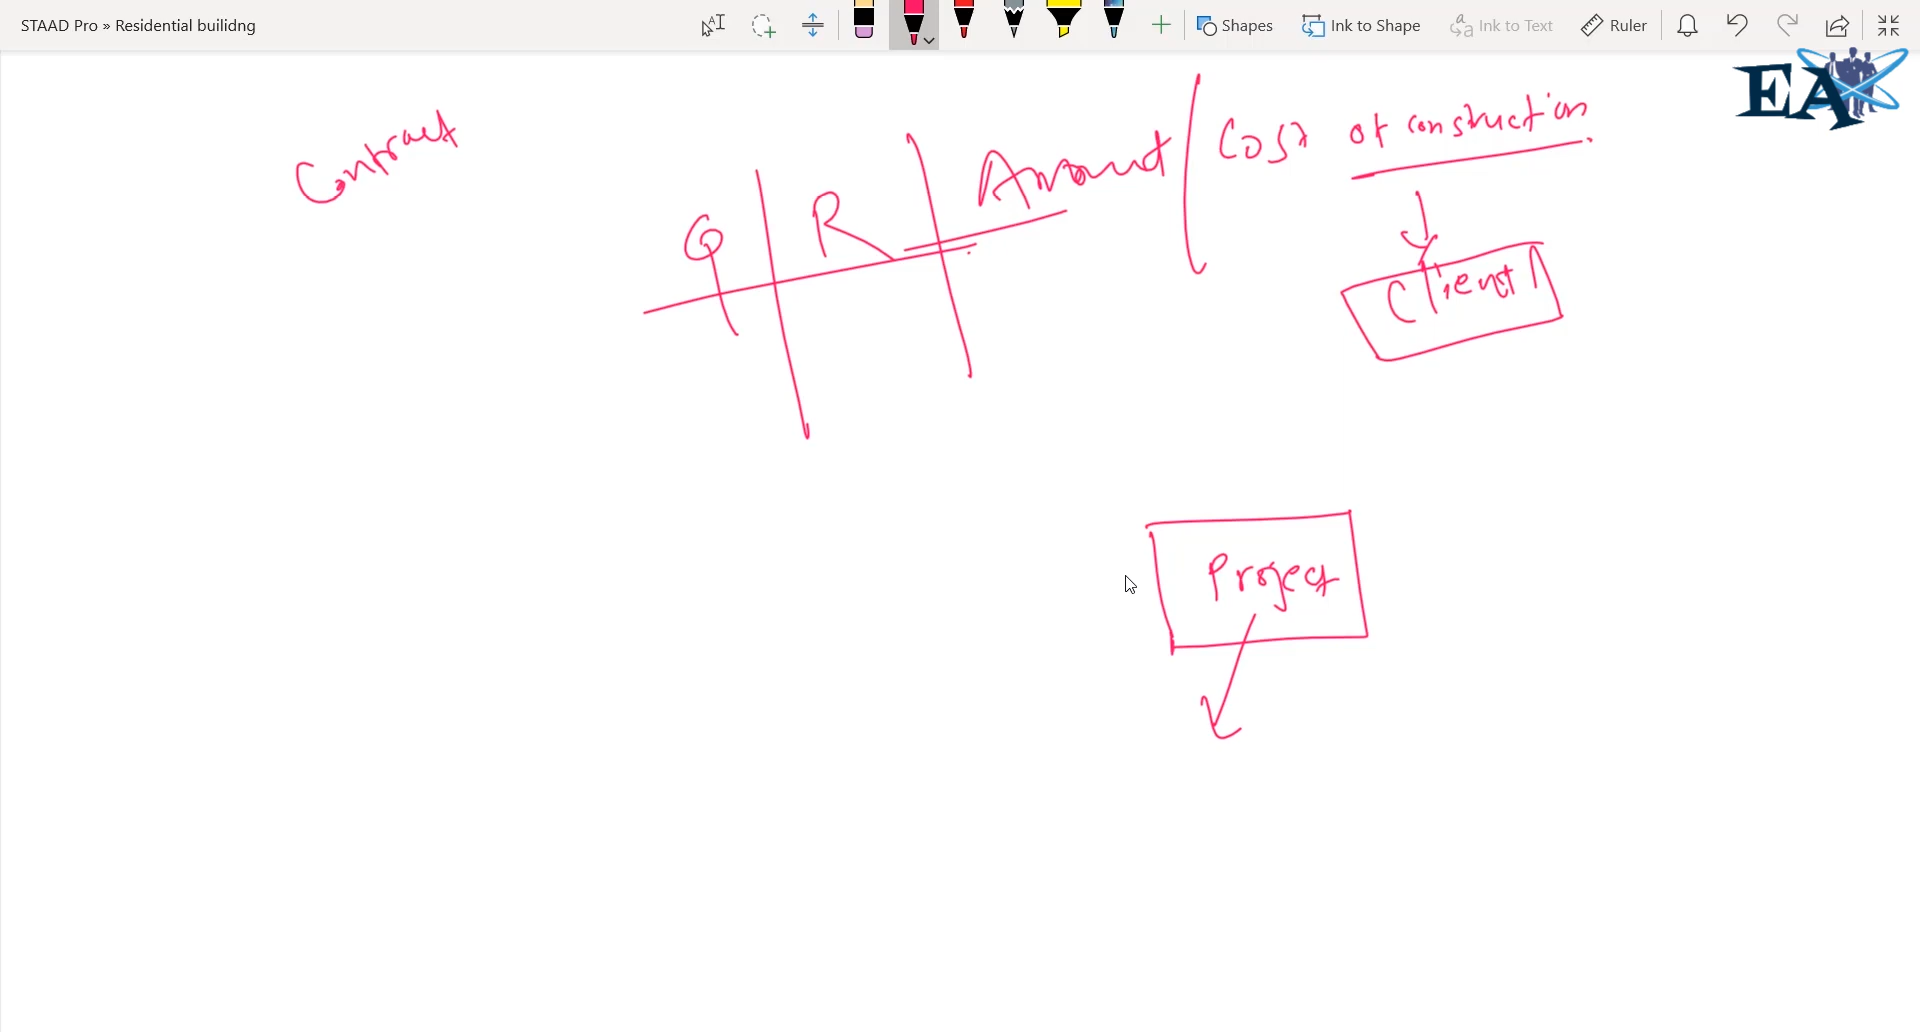 STAAD Pro » Residential builidng
Shapes
Ink to Shape
Ink to Text
Ruler
EA
Contract
Q R Amount
Cost of construction
Client
Project